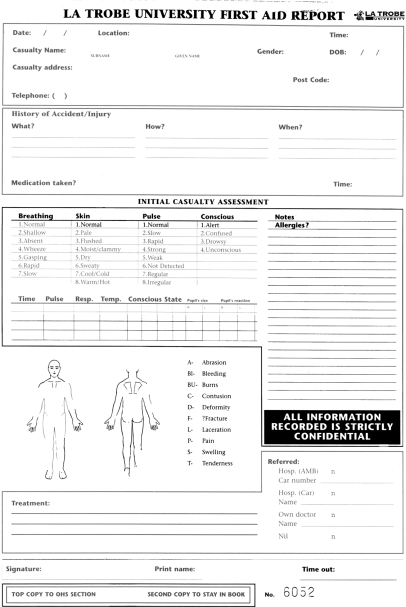 LA TROBE UNIVERSITY FIRST AID REPORT
LA TROBE
UNIVERSITY
Date: / / Location: Time:
Casualty Name: Gender: DOB: / /
SURNAME GIVEN NAME
Casualty address:
Post Code:
Telephone: ( )
History of Accident/Injury
What? How? When?
Medication taken? Time:
INITIAL CASUALTY ASSESSMENT
Breathing Skin Pulse Conscious
1.Normal 1.Normal 1.Normal 1.Alert
2.Shallow 2.Pale 2.Slow 2.Confused
3.Absent 3.Flushed 3.Rapid 3.Drowsy
4.Wheeze 4.Moist/clammy 4.Strong 4.Unconscious
5.Gasping 5.Dry 5.Weak
6.Rapid 6.Sweaty 6.Not Detected
7.Slow 7.Cool/Cold 7.Regular
8.Warm/Hot 8.Irregular
Notes
Allergies?
Time Pulse Resp. Temp. Conscious State Pupil's size Pupil's reaction
A- Abrasion
Bl- Bleeding
BU- Burns
C- Contusion
D- Deformity
F- ?Fracture
L- Laceration
P- Pain
S- Swelling
T- Tenderness
ALL INFORMATION
RECORDED IS STRICTLY
CONFIDENTIAL
Referred:
Hosp. (AMB) n
Car number
Hosp. (Car) n
Name
Own doctor n
Name
Nil n
Treatment:
Signature: Print name: Time out:
TOP COPY TO OHS SECTION SECOND COPY TO STAY IN BOOK
No. 6052